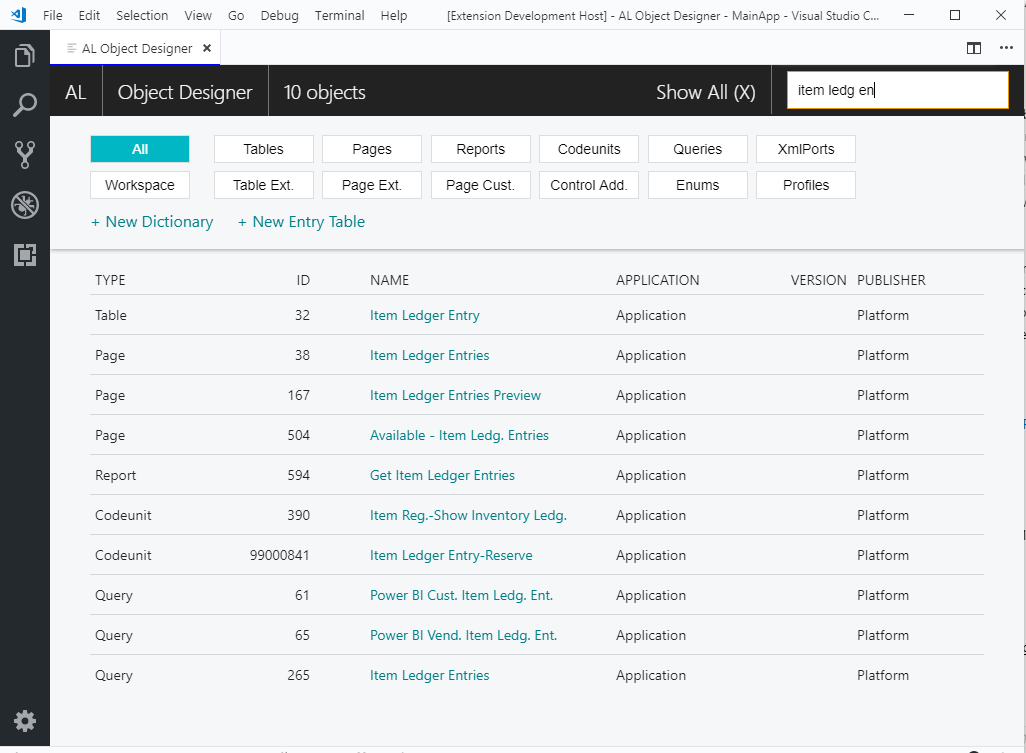 File Edit Selection View Go Debug Terminal Help [Extension Development Host] - AL Object Designer - MainApp - Visual Studio C...
AL Object Designer
AL Object Designer 10 objects Show All (X) item ledg en
All Tables Pages Reports Codeunits Queries XmlPorts
Workspace Table Ext. Page Ext. Page Cust. Control Add. Enums Profiles
+ New Dictionary + New Entry Table
TYPE ID NAME APPLICATION VERSION PUBLISHER
Table 32 Item Ledger Entry Application Platform
Page 38 Item Ledger Entries Application Platform
Page 167 Item Ledger Entries Preview Application Platform
Page 504 Available - Item Ledg. Entries Application Platform
Report 594 Get Item Ledger Entries Application Platform
Codeunit 390 Item Reg.-Show Inventory Ledg. Application Platform
Codeunit 99000841 Item Ledger Entry-Reserve Application Platform
Query 61 Power BI Cust. Item Ledg. Ent. Application Platform
Query 65 Power BI Vend. Item Ledg. Ent. Application Platform
Query 265 Item Ledger Entries Application Platform